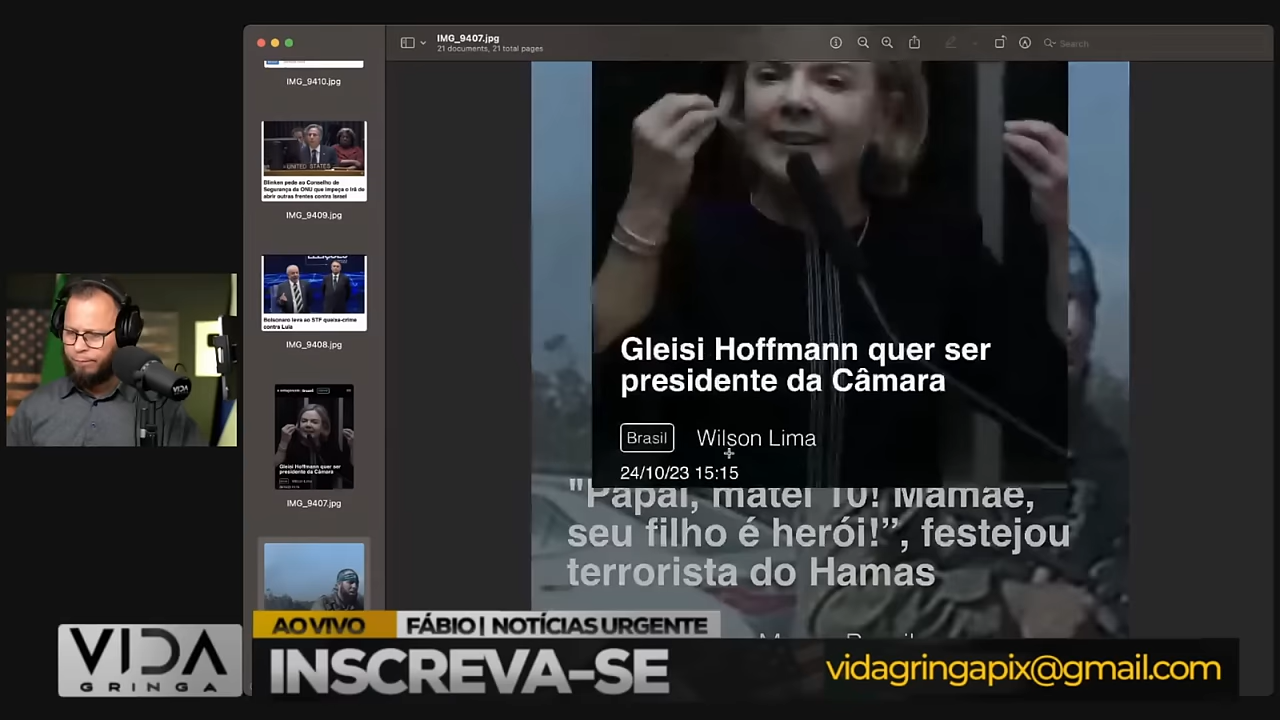 IMG_9407.jpg
21 documents, 21 total pages
Search
IMG_9410.jpg
UNITED STATES
Blinken pede ao Conselho de
Segurança da ONU que impeça o Irã de
abrir outras frentes contra Israel
IMG_9409.jpg
Bolsonaro leva ao STF queixa-crime
contra Lula
IMG_9408.jpg
Gleisi Hoffmann quer ser
presidente da Câmara
IMG_9407.jpg
Gleisi Hoffmann quer ser
presidente da Câmara
Brasil Wilson Lima
24/10/23 15:15
"Papai, matei 10! Mamãe,
seu filho é herói!”, festejou
terrorista do Hamas
VIDA
VIDA
GRINGA
AO VIVO FÁBIO | NOTÍCIAS URGENTE
INSCREVA-SE
vidagringapix@gmail.com